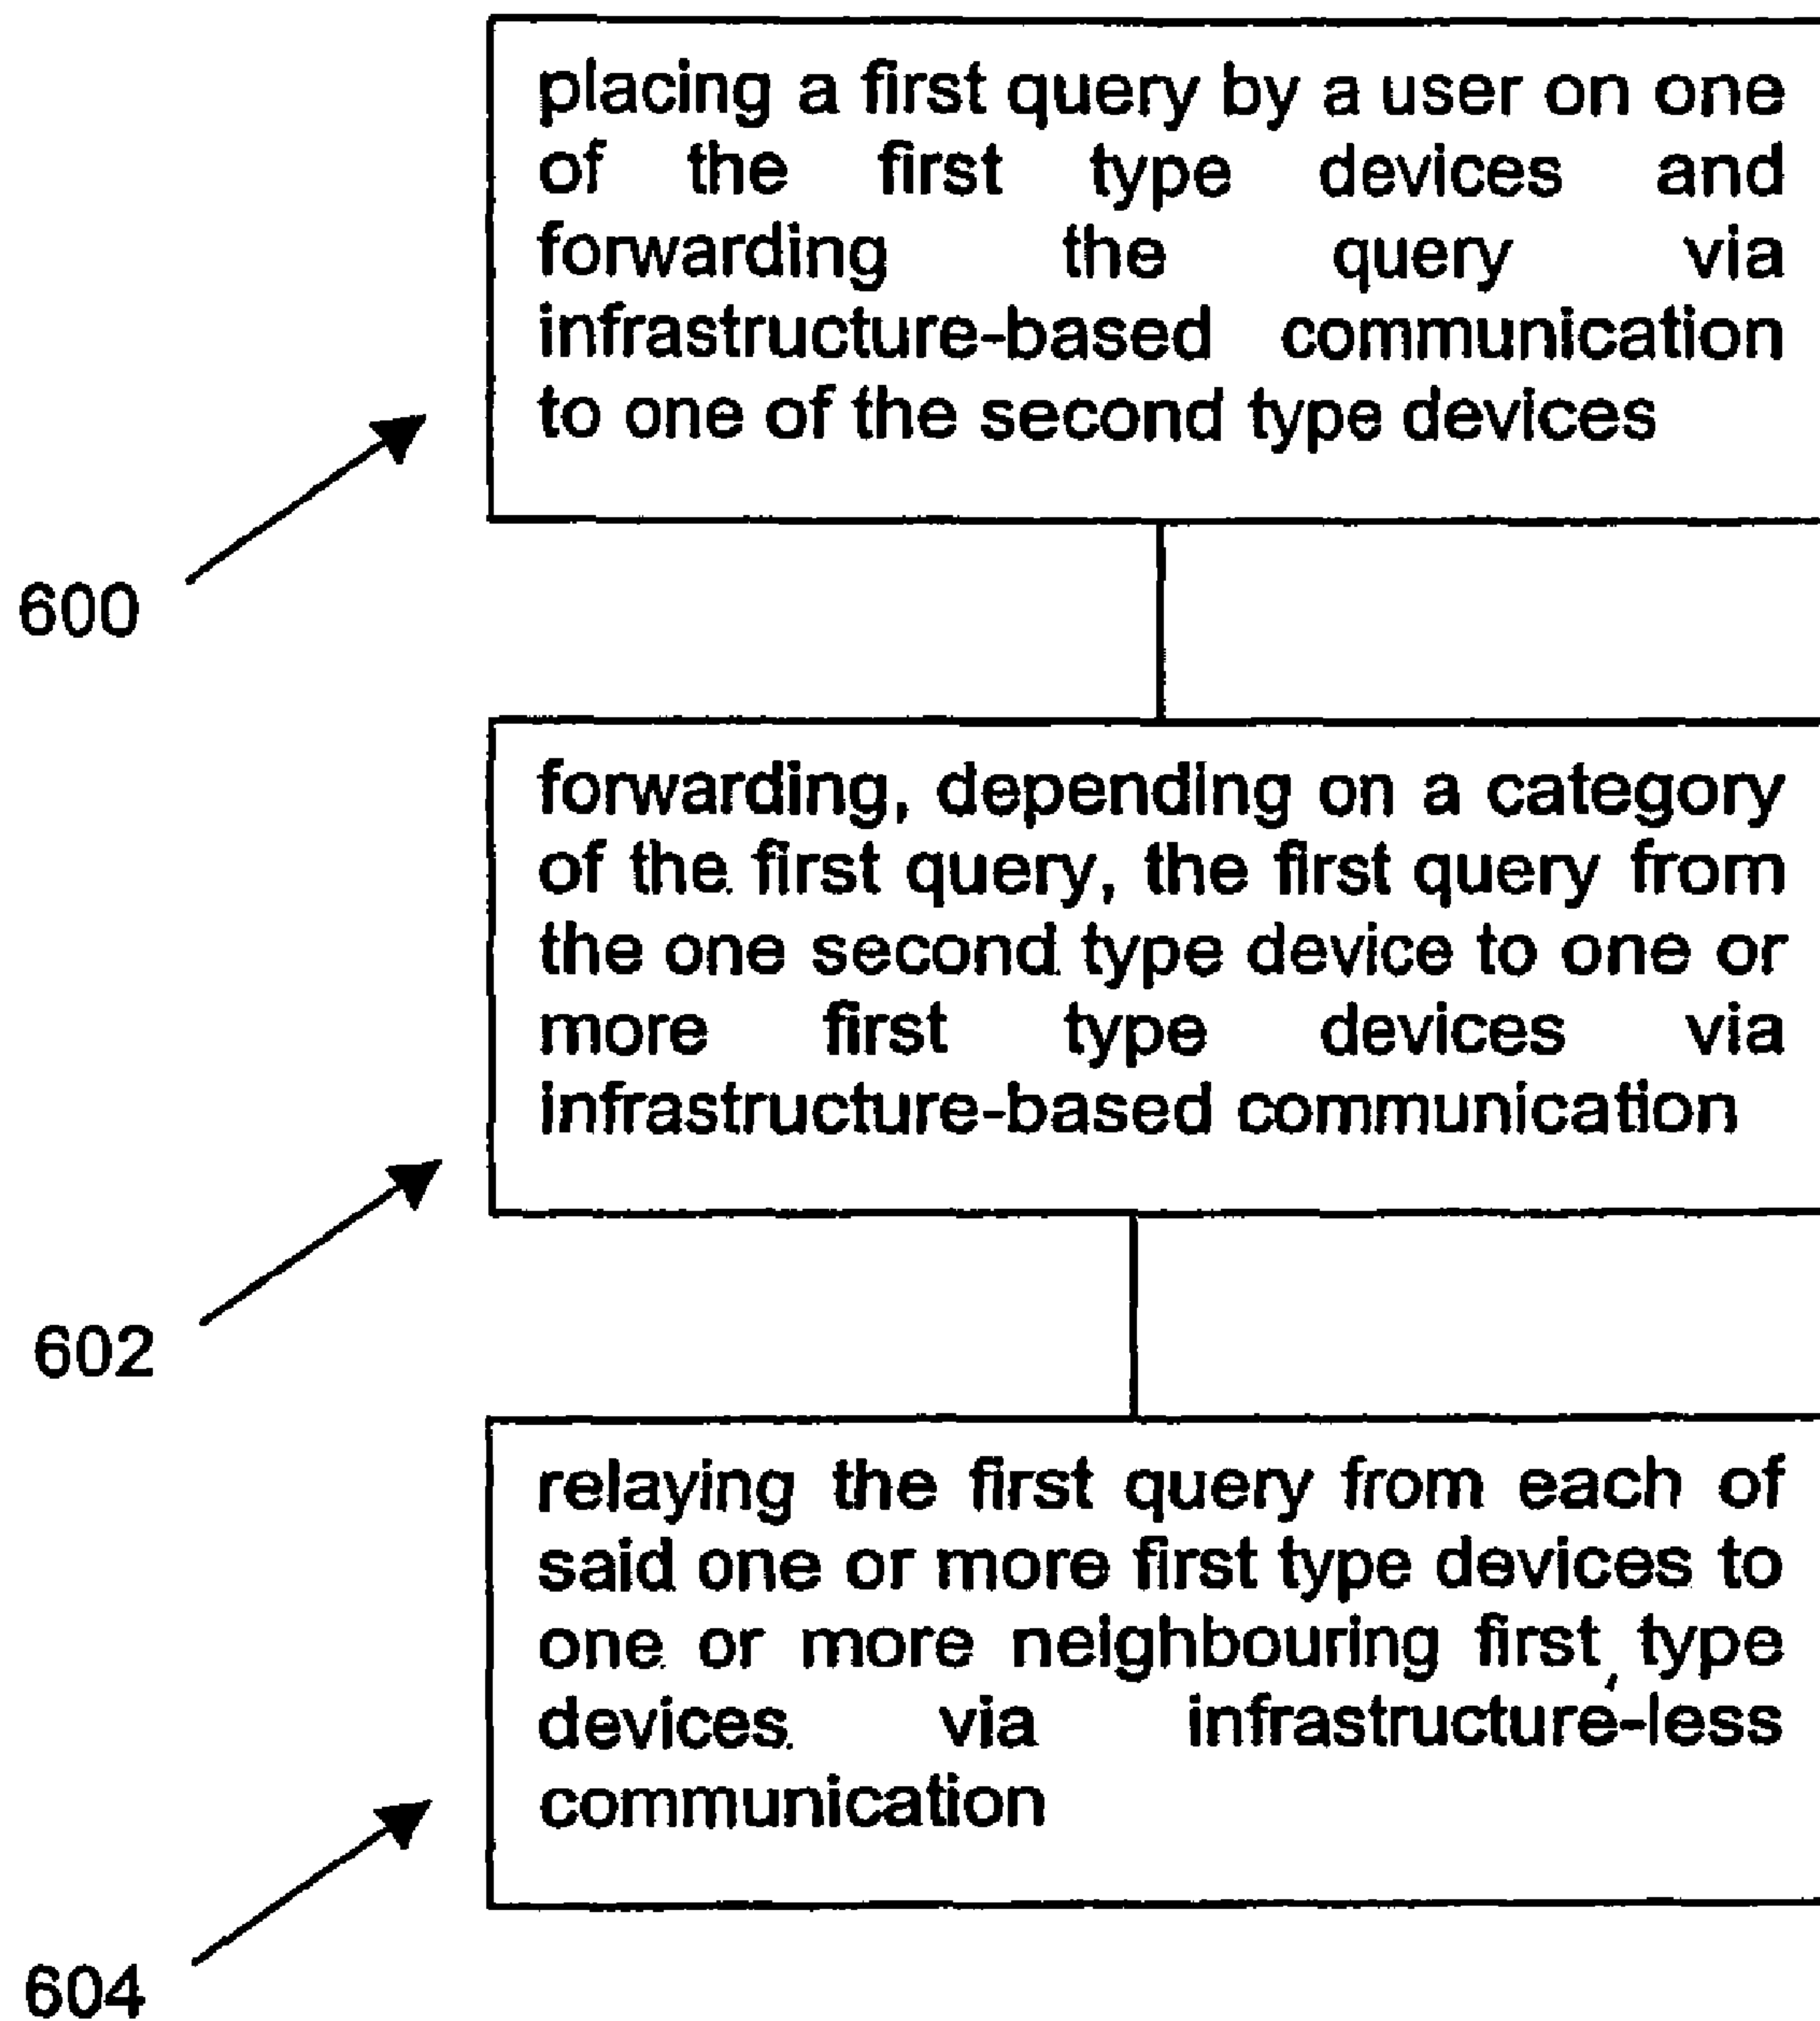 placing a first query by a user on one
of the first type devices and
forwarding the query via
infrastructure-based communication
to one of the second type devices
600
forwarding, depending on a category
of the first query, the first query from
the one second type device to one or
more first type devices via
infrastructure-based communication
602
relaying the first query from each of
said one or more first type devices to
one or more neighbouring first type
devices via infrastructure-less
communication
604